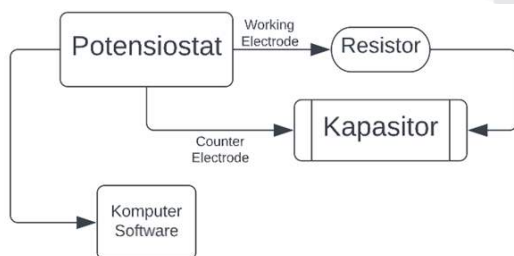 Potensiostat
Working
Electrode
Resistor
Kapasitor
Counter
Electrode
Komputer
Software